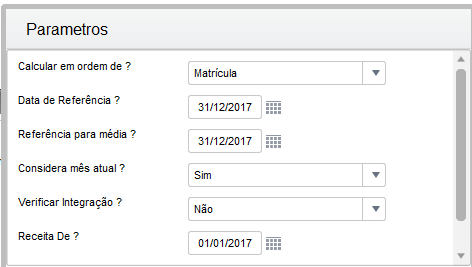 Parametros
Calcular em ordem de ? Matrícula
Data de Referência ? 31/12/2017
Referência para média ? 31/12/2017
Considera mês atual ? Sim
Verificar Integração ? Não
Receita De ? 01/01/2017